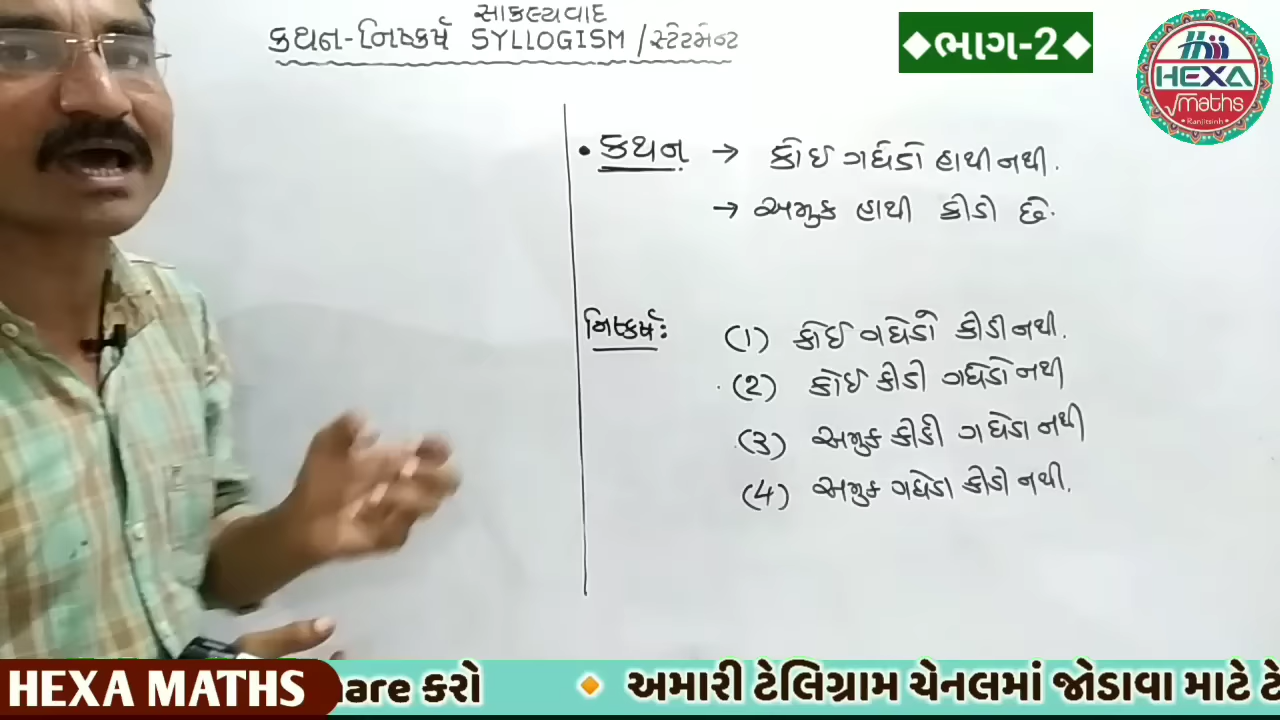 સાકલ્યવાદ
કથન-નિષ્કર્ષ SYLLOGISM /સ્ટેટમેન્ટ
◆ભાગ-2◆
HEXA
√maths
Ranjitsinh
• કથન → કોઈ ગધેડો હાથી નથી.
→ અમુક હાથી કીડી છે.
નિષ્કર્ષ:
(1) કોઈ ગધેડો કીડી નથી.
(2) કોઈ કીડી ગધેડો નથી
(3) અમુક કીડી ગધેડા નથી
(4) અમુક ગધેડા કીડી નથી.
HEXA MATHS are કરો 🔸 અમારી ટેલિગ્રામ ચેનલમાં જોડાવા માટે ટે